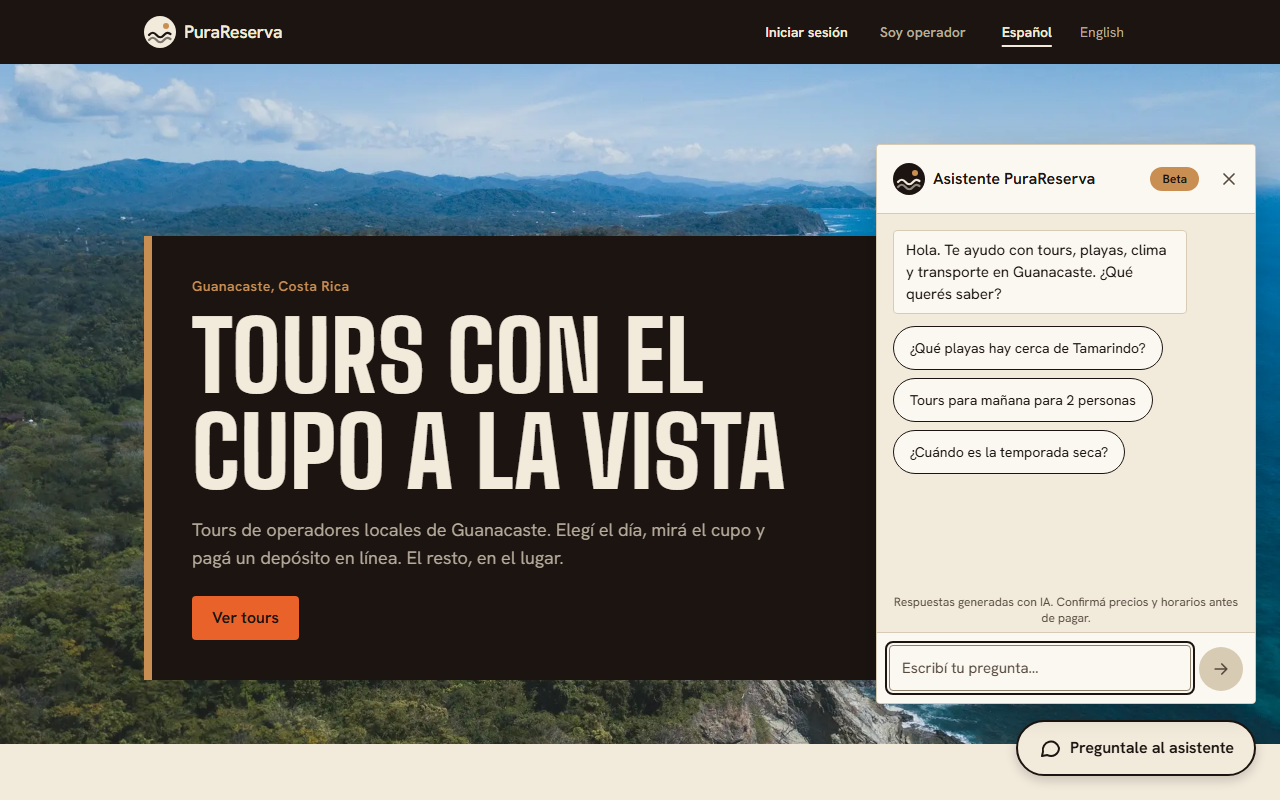 PuraReserva
Iniciar sesión
Soy operador
Español
English
Guanacaste, Costa Rica
TOURS CON EL
CUPO A LA VISTA
Tours de operadores locales de Guanacaste. Elegí el día, mirá el cupo y
pagá un depósito en línea. El resto, en el lugar.
Ver tours
Asistente PuraReserva
Beta
Hola. Te ayudo con tours, playas, clima
y transporte en Guanacaste. ¿Qué
querés saber?
¿Qué playas hay cerca de Tamarindo?
Tours para mañana para 2 personas
¿Cuándo es la temporada seca?
Respuestas generadas con IA. Confirmá precios y horarios antes
de pagar.
Escribí tu pregunta...
Preguntale al asistente